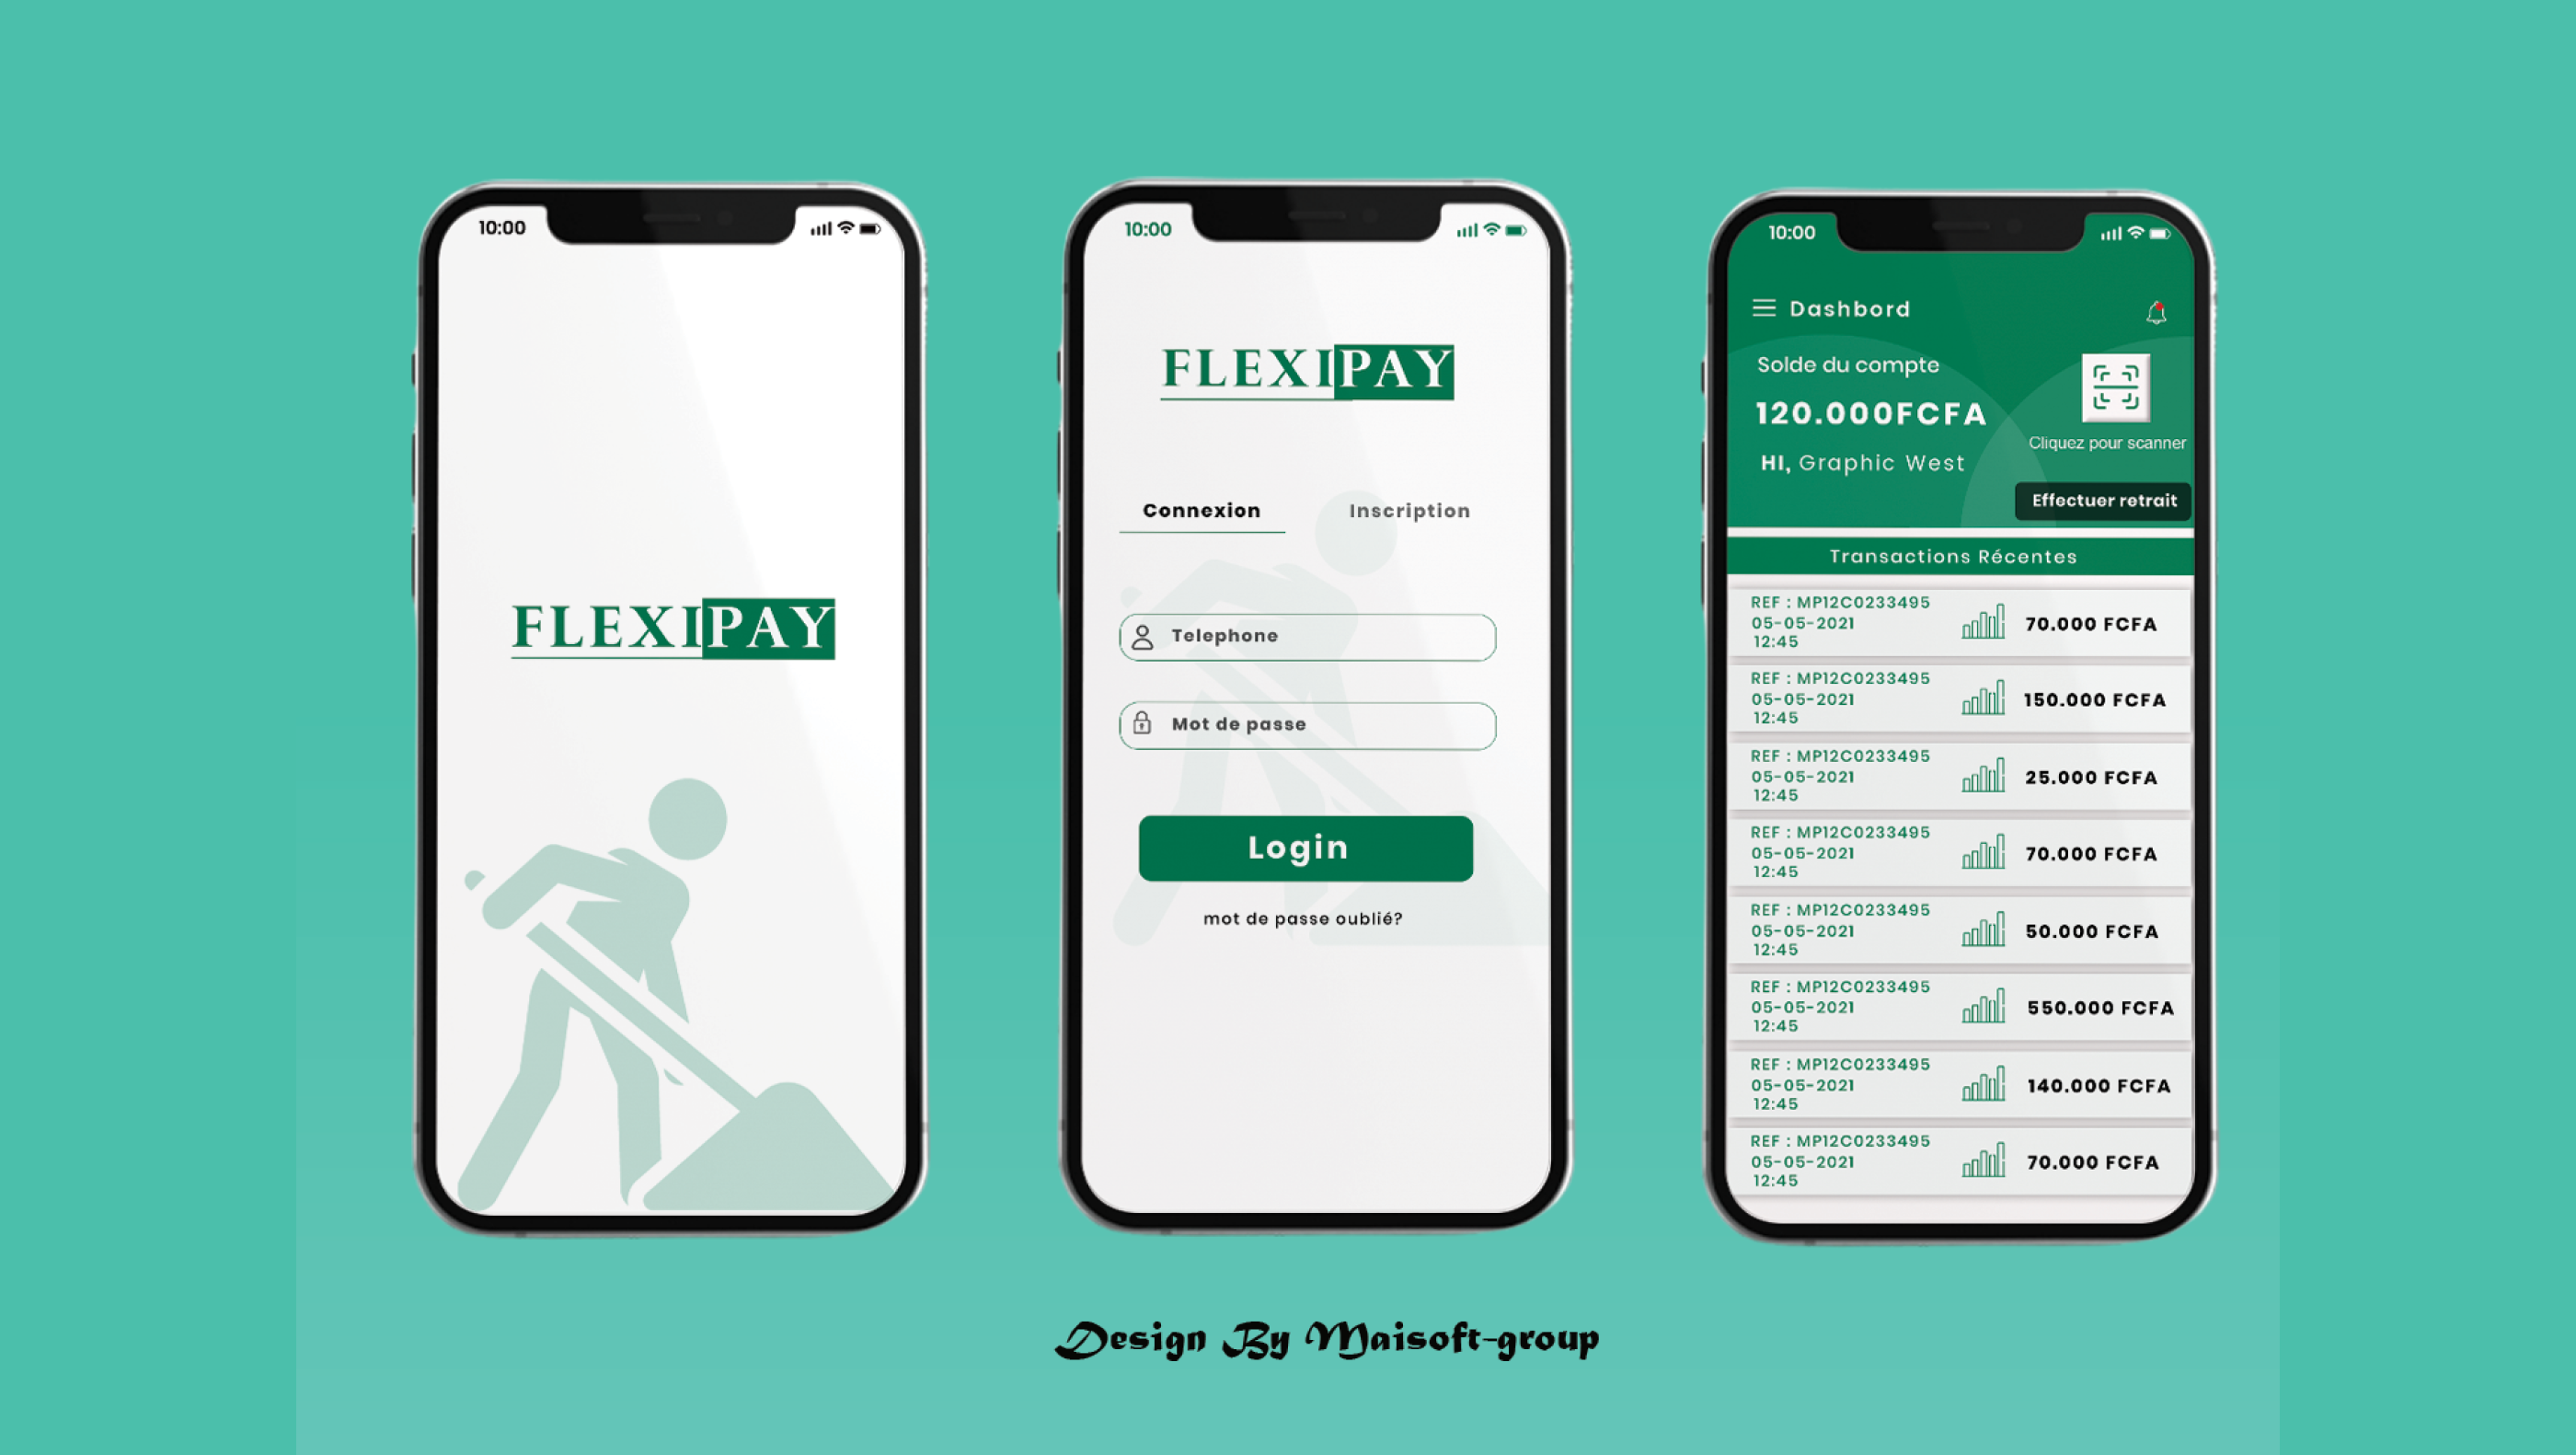 10:00
FLEXIPAY
10:00
FLEXIPAY
Connexion Inscription
Telephone
Mot de passe
Login
mot de passe oublié?
10:00
Dashbord
Solde du compte
120.000FCFA
Cliquez pour scanner
HI, Graphic West
Effectuer retrait
Transactions Récentes
REF : MP12C0233495
05-05-2021
12:45
70.000 FCFA
REF : MP12C0233495
05-05-2021
12:45
150.000 FCFA
REF : MP12C0233495
05-05-2021
12:45
25.000 FCFA
REF : MP12C0233495
05-05-2021
12:45
70.000 FCFA
REF : MP12C0233495
05-05-2021
12:45
50.000 FCFA
REF : MP12C0233495
05-05-2021
12:45
550.000 FCFA
REF : MP12C0233495
05-05-2021
12:45
140.000 FCFA
REF : MP12C0233495
05-05-2021
12:45
70.000 FCFA
Design By Maisoft-group